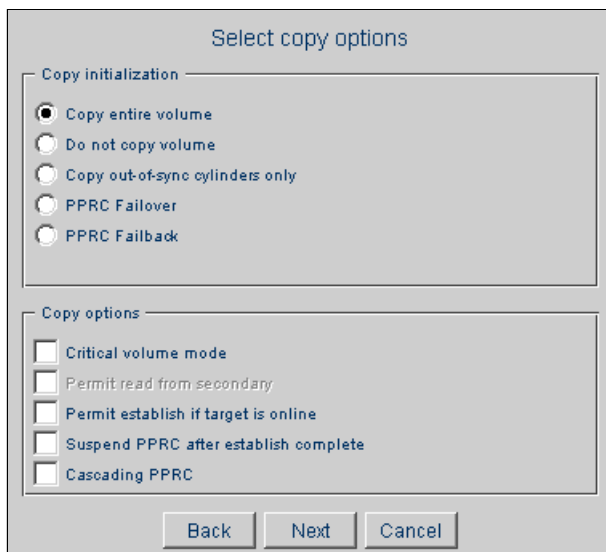 Select copy options
Copy initialization
Copy entire volume
Do not copy volume
Copy out-of-sync cylinders only
PPRC Failover
PPRC Failback
Copy options
Critical volume mode
Permit read from secondary
Permit establish if target is online
Suspend PPRC after establish complete
Cascading PPRC
Back Next Cancel